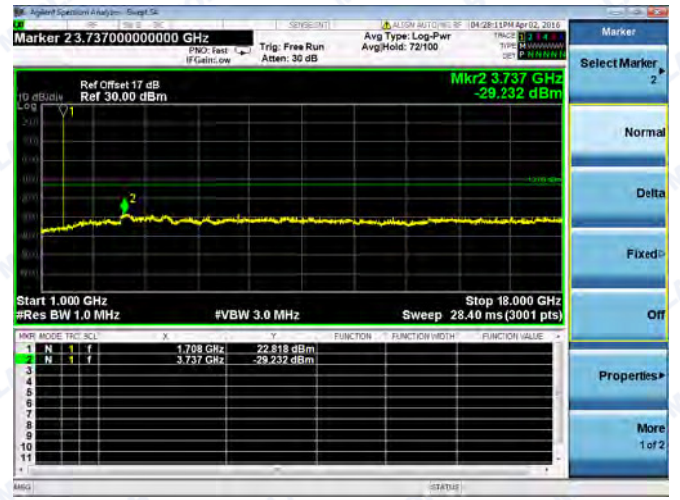 Agilent Spectrum Analyzer - Swept SA
SENSE:INT
ALIGN AUTO/NO RF
04:28:11PM Apr 02, 2016
Marker 2 3.737000000000 GHz
PNO: Fast
IFGain:Low
Trig: Free Run
Atten: 30 dB
Avg Type: Log-Pwr
Avg|Hold: 72/100
TRACE 1 2 3 4 5 6
TYPE M WWWWW
DET P NNNNN
Ref Offset 17 dB
10 dB/div Ref 30.00 dBm
Log
Mkr2 3.737 GHz
-29.232 dBm
1
2
Start 1.000 GHz
Stop 18.000 GHz
#Res BW 1.0 MHz
#VBW 3.0 MHz
Sweep 28.40 ms (3001 pts)
MKR MODE TRC SCL X Y FUNCTION FUNCTION WIDTH FUNCTION VALUE
1 N 1 f 1.708 GHz 22.818 dBm
2 N 1 f 3.737 GHz -29.232 dBm
3
4
5
6
7
8
9
10
11
MSG
STATUS
Marker
Select Marker
2
Normal
Delta
Fixed
Off
Properties
More
1 of 2